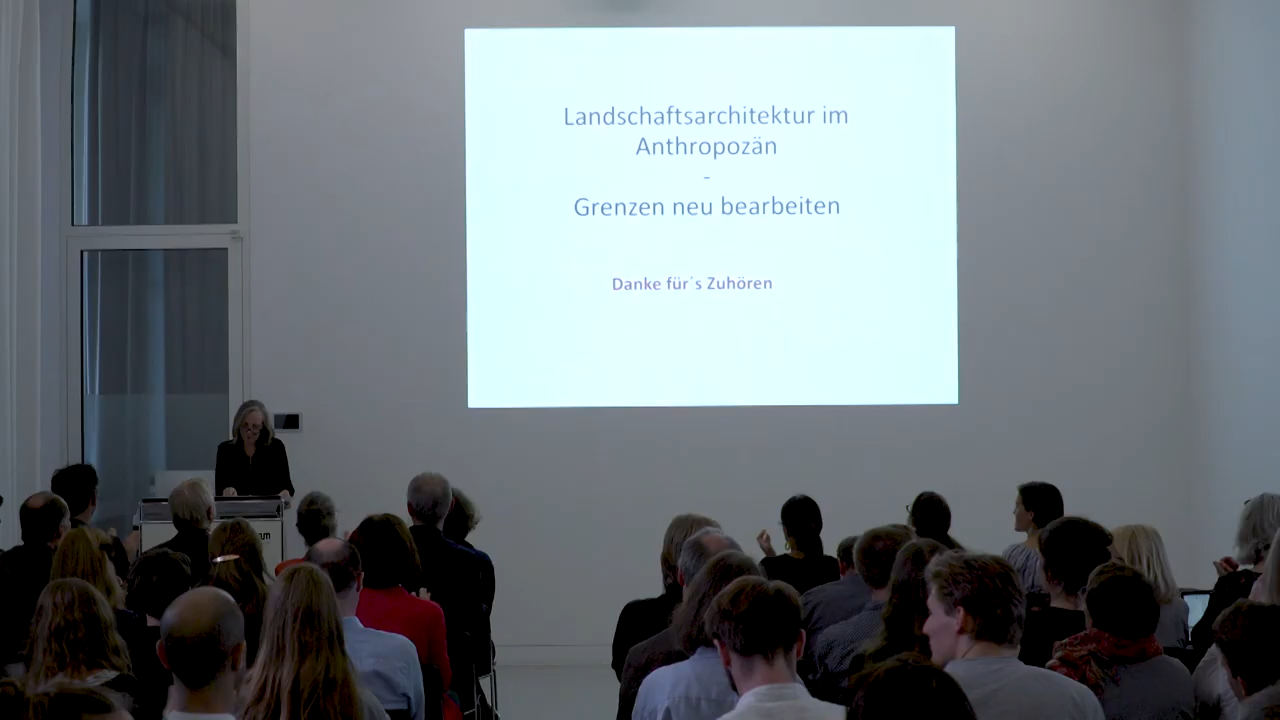 Landschaftsarchitektur im
Anthropozän
-
Grenzen neu bearbeiten
Danke für´s Zuhören